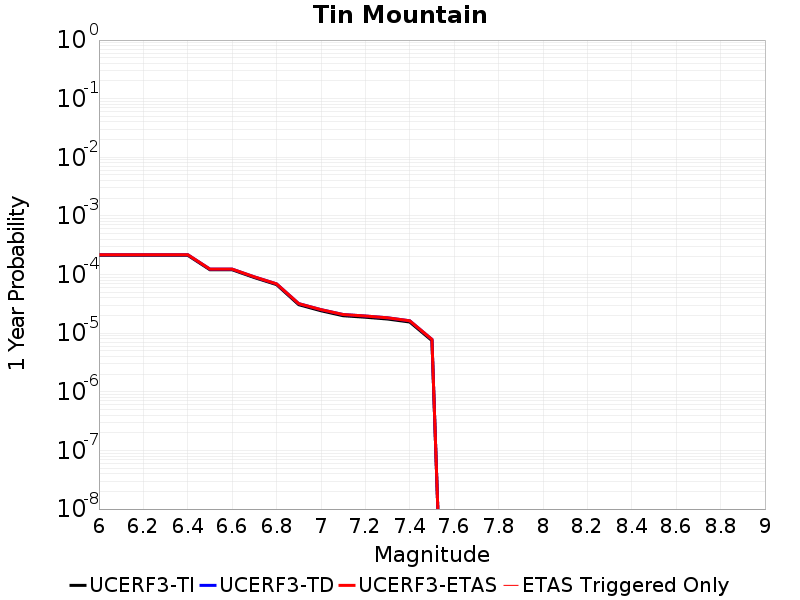 Tin Mountain
10^0
10^-1
10^-2
10^-3
10^-4
10^-5
10^-6
10^-7
10^-8
1 Year Probability
6 6.2 6.4 6.6 6.8 7 7.2 7.4 7.6 7.8 8 8.2 8.4 8.6 8.8 9
Magnitude
UCERF3-TI UCERF3-TD UCERF3-ETAS ETAS Triggered Only